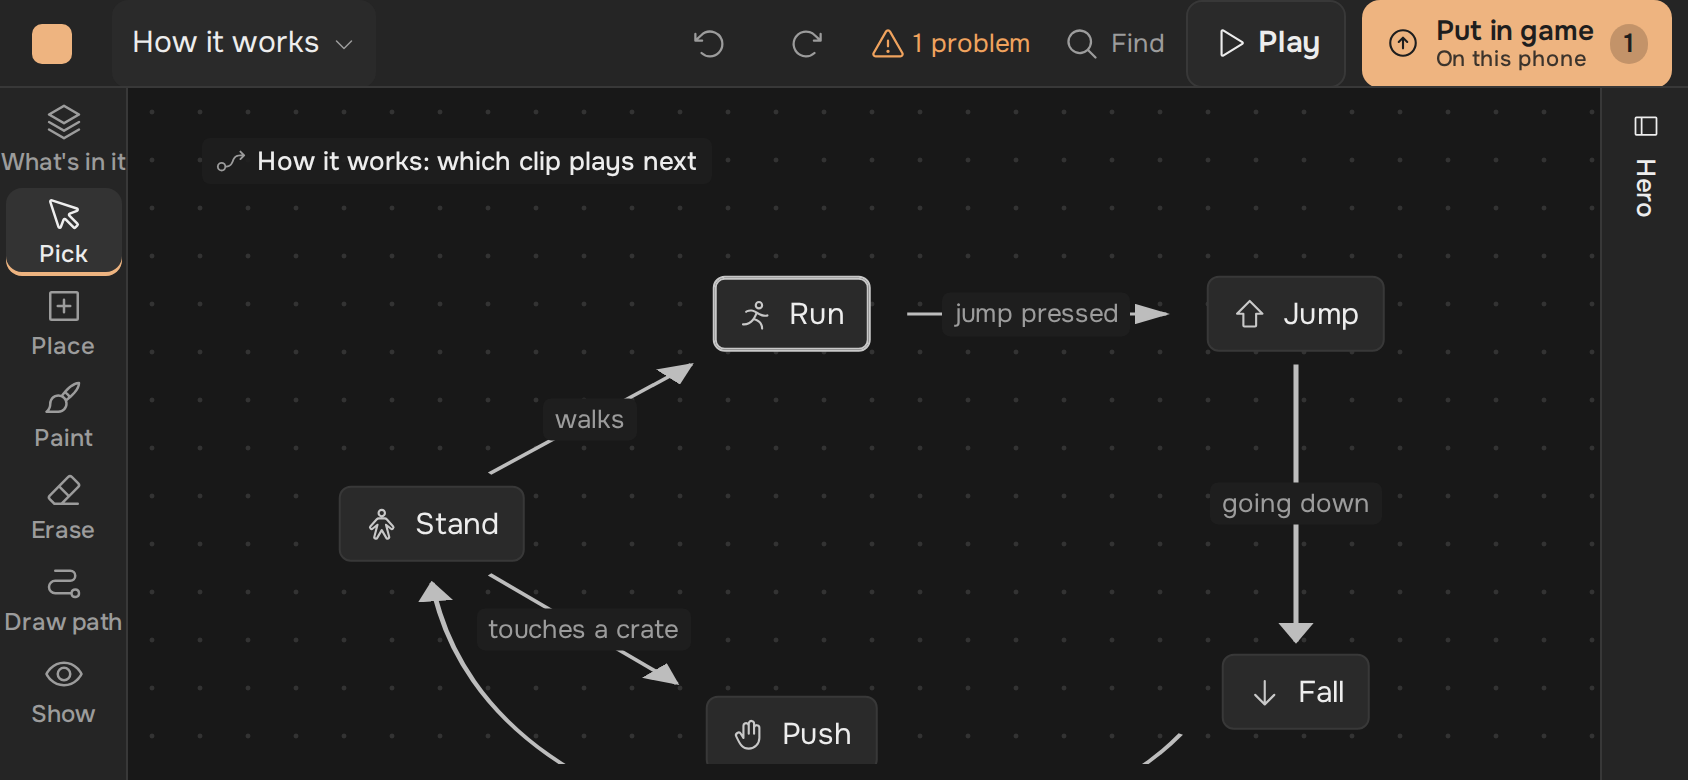 How it works
1 problem
Find
Play
Put in game
On this phone
1
What's in it
Pick
Place
Paint
Erase
Draw path
Show
How it works: which clip plays next
Run
jump pressed
Jump
walks
going down
Stand
touches a crate
Fall
Push
Hero